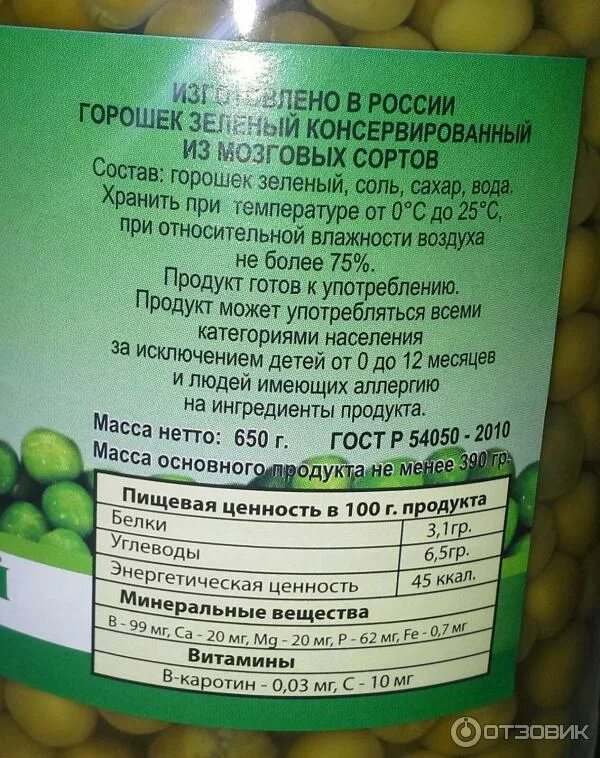 ИЗГОТОВЛЕНО В РОССИИ
ГОРОШЕК ЗЕЛЕНЫЙ КОНСЕРВИРОВАННЫЙ
ИЗ МОЗГОВЫХ СОРТОВ
Состав: горошек зеленый, соль, сахар, вода.
Хранить при температуре от 0°С до 25°С,
при относительной влажности воздуха
не более 75%.
Продукт готов к употреблению.
Продукт может употребляться всеми
категориями населения
за исключением детей от 0 до 12 месяцев
и людей имеющих аллергию
на ингредиенты продукта.
Масса нетто: 650 г. ГОСТ Р 54050 - 2010
Масса основного продукта не менее 390 гр.
Пищевая ценность в 100 г. продукта
Белки 3,1гр.
Углеводы 6,5гр.
Энергетическая ценность 45 ккал.
Минеральные вещества
В - 99 мг, Са - 20 мг, Mg - 20 мг, Р - 62 мг, Fe - 0,7 мг
Витамины
В-каротин - 0,03 мг, С - 10 мг
й
ОТЗОВИК